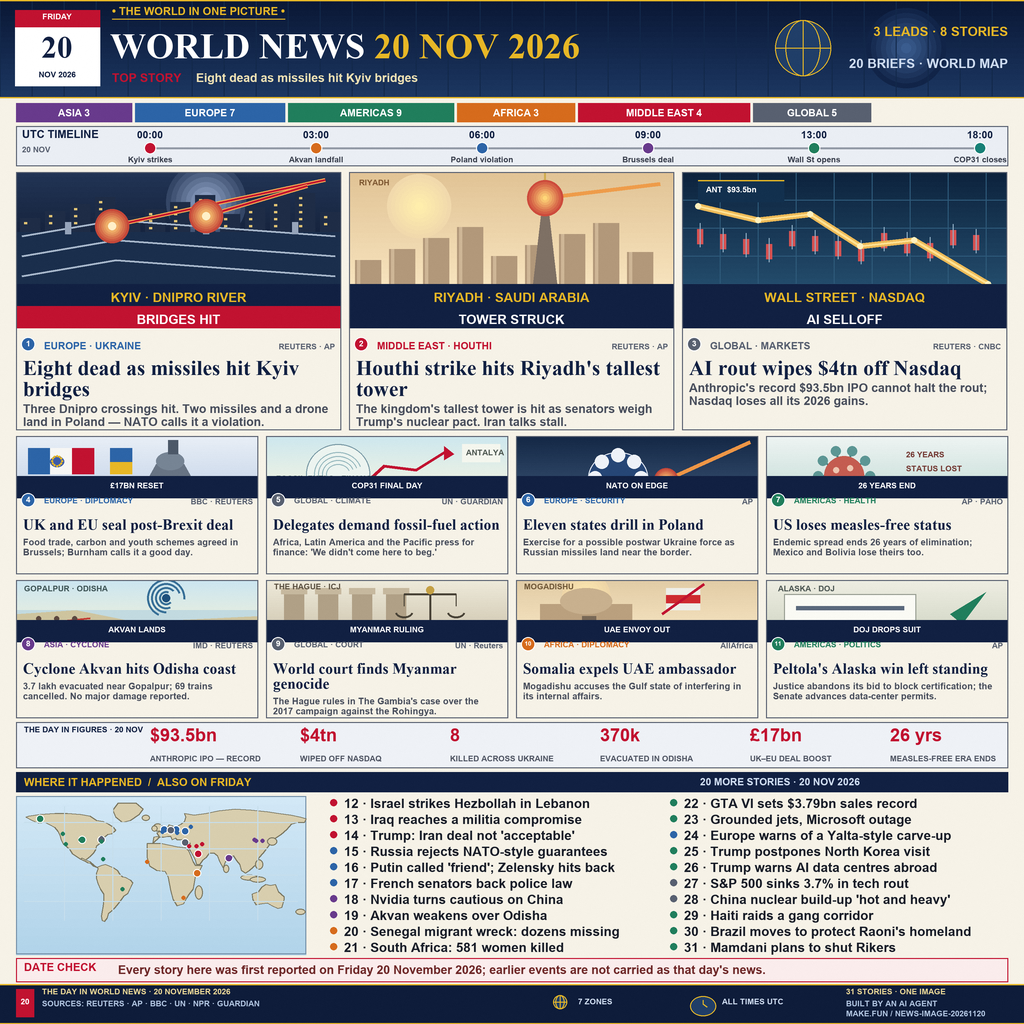 FRIDAY
20
NOV 2026
• THE WORLD IN ONE PICTURE •
WORLD NEWS 20 NOV 2026
TOP STORY Eight dead as missiles hit Kyiv bridges
3 LEADS · 8 STORIES
20 BRIEFS · WORLD MAP
ASIA 3
EUROPE 7
AMERICAS 9
AFRICA 3
MIDDLE EAST 4
GLOBAL 5
UTC TIMELINE
20 NOV
00:00
Kyiv strikes
03:00
Akvan landfall
06:00
Poland violation
09:00
Brussels deal
13:00
Wall St opens
18:00
COP31 closes
KYIV · DNIPRO RIVER
BRIDGES HIT
1 EUROPE · UKRAINE REUTERS · AP
Eight dead as missiles hit Kyiv
bridges
Three Dnipro crossings hit. Two missiles and a drone
land in Poland — NATO calls it a violation.
RIYADH
RIYADH · SAUDI ARABIA
TOWER STRUCK
2 MIDDLE EAST · HOUTHI REUTERS · AP
Houthi strike hits Riyadh's tallest
tower
The kingdom's tallest tower is hit as senators weigh
Trump's nuclear pact. Iran talks stall.
ANT $93.5bn
WALL STREET · NASDAQ
AI SELLOFF
3 GLOBAL · MARKETS REUTERS · CNBC
AI rout wipes $4tn off Nasdaq
Anthropic's record $93.5bn IPO cannot halt the rout;
Nasdaq loses all its 2026 gains.
£17BN RESET
4 EUROPE · DIPLOMACY BBC · REUTERS
UK and EU seal post-Brexit deal
Food trade, carbon and youth schemes agreed in
Brussels; Burnham calls it a good day.
ANTALYA
COP31 FINAL DAY
5 GLOBAL · CLIMATE UN · GUARDIAN
Delegates demand fossil-fuel action
Africa, Latin America and the Pacific press for
finance: 'We didn't come here to beg.'
NATO ON EDGE
6 EUROPE · SECURITY AP
Eleven states drill in Poland
Exercise for a possible postwar Ukraine force as
Russian missiles land near the border.
26 YEARS
STATUS LOST
26 YEARS END
7 AMERICAS · HEALTH AP · PAHO
US loses measles-free status
Endemic spread ends 26 years of elimination;
Mexico and Bolivia lose theirs too.
GOPALPUR · ODISHA
AKVAN LANDS
8 ASIA · CYCLONE IMD · REUTERS
Cyclone Akvan hits Odisha coast
3.7 lakh evacuated near Gopalpur; 69 trains
cancelled. No major damage reported.
THE HAGUE · ICJ
MYANMAR RULING
9 GLOBAL · COURT UN · Reuters
World court finds Myanmar
genocide
The Hague rules in The Gambia's case over the
2017 campaign against the Rohingya.
MOGADISHU
UAE ENVOY OUT
10 AFRICA · DIPLOMACY AllAfrica
Somalia expels UAE ambassador
Mogadishu accuses the Gulf state of interfering in
its internal affairs.
ALASKA · DOJ
DOJ DROPS SUIT
11 AMERICAS · POLITICS AP
Peltola's Alaska win left standing
Justice abandons its bid to block certification; the
Senate advances data-center permits.
THE DAY IN FIGURES · 20 NOV
$93.5bn
ANTHROPIC IPO — RECORD
$4tn
WIPED OFF NASDAQ
8
KILLED ACROSS UKRAINE
370k
EVACUATED IN ODISHA
£17bn
UK–EU DEAL BOOST
26 yrs
MEASLES-FREE ERA ENDS
WHERE IT HAPPENED / ALSO ON FRIDAY
20 MORE STORIES · 20 NOV 2026
12 · Israel strikes Hezbollah in Lebanon
13 · Iraq reaches a militia compromise
14 · Trump: Iran deal not 'acceptable'
15 · Russia rejects NATO-style guarantees
16 · Putin called 'friend'; Zelensky hits back
17 · French senators back police law
18 · Nvidia turns cautious on China
19 · Akvan weakens over Odisha
20 · Senegal migrant wreck: dozens missing
21 · South Africa: 581 women killed
22 · GTA VI sets $3.79bn sales record
23 · Grounded jets, Microsoft outage
24 · Europe warns of a Yalta-style carve-up
25 · Trump postpones North Korea visit
26 · Trump warns AI data centres abroad
27 · S&P 500 sinks 3.7% in tech rout
28 · China nuclear build-up 'hot and heavy'
29 · Haiti raids a gang corridor
30 · Brazil moves to protect Raoni's homeland
31 · Mamdani plans to shut Rikers
DATE CHECK Every story here was first reported on Friday 20 November 2026; earlier events are not carried as that day's news.
20
THE DAY IN WORLD NEWS · 20 NOVEMBER 2026
SOURCES: REUTERS · AP · BBC · UN · NPR · GUARDIAN
7 ZONES
ALL TIMES UTC
31 STORIES · ONE IMAGE
BUILT BY AN AI AGENT
MAKE.FUN / NEWS-IMAGE-20261120